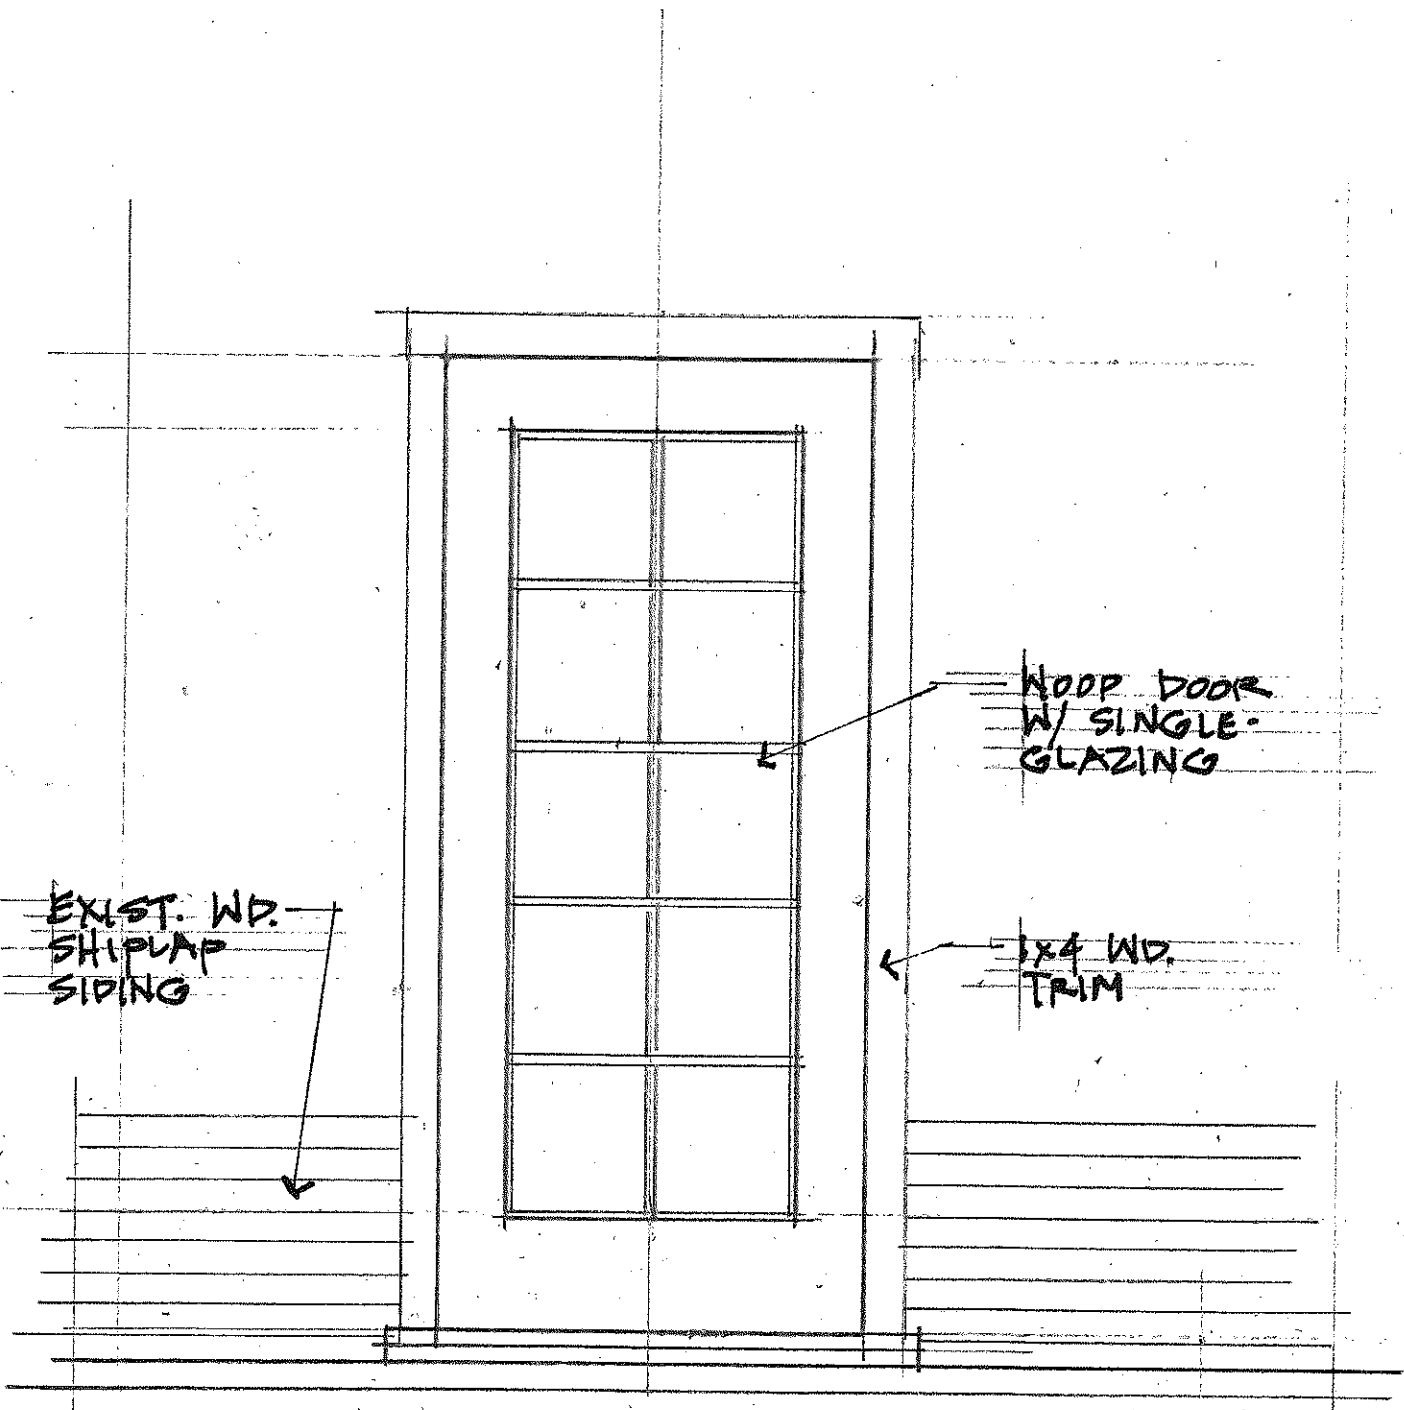 WOOD DOOR
W/ SINGLE-
GLAZING
EXIST. WD.
SHIPLAP
SIDING
1x4 WD.
TRIM